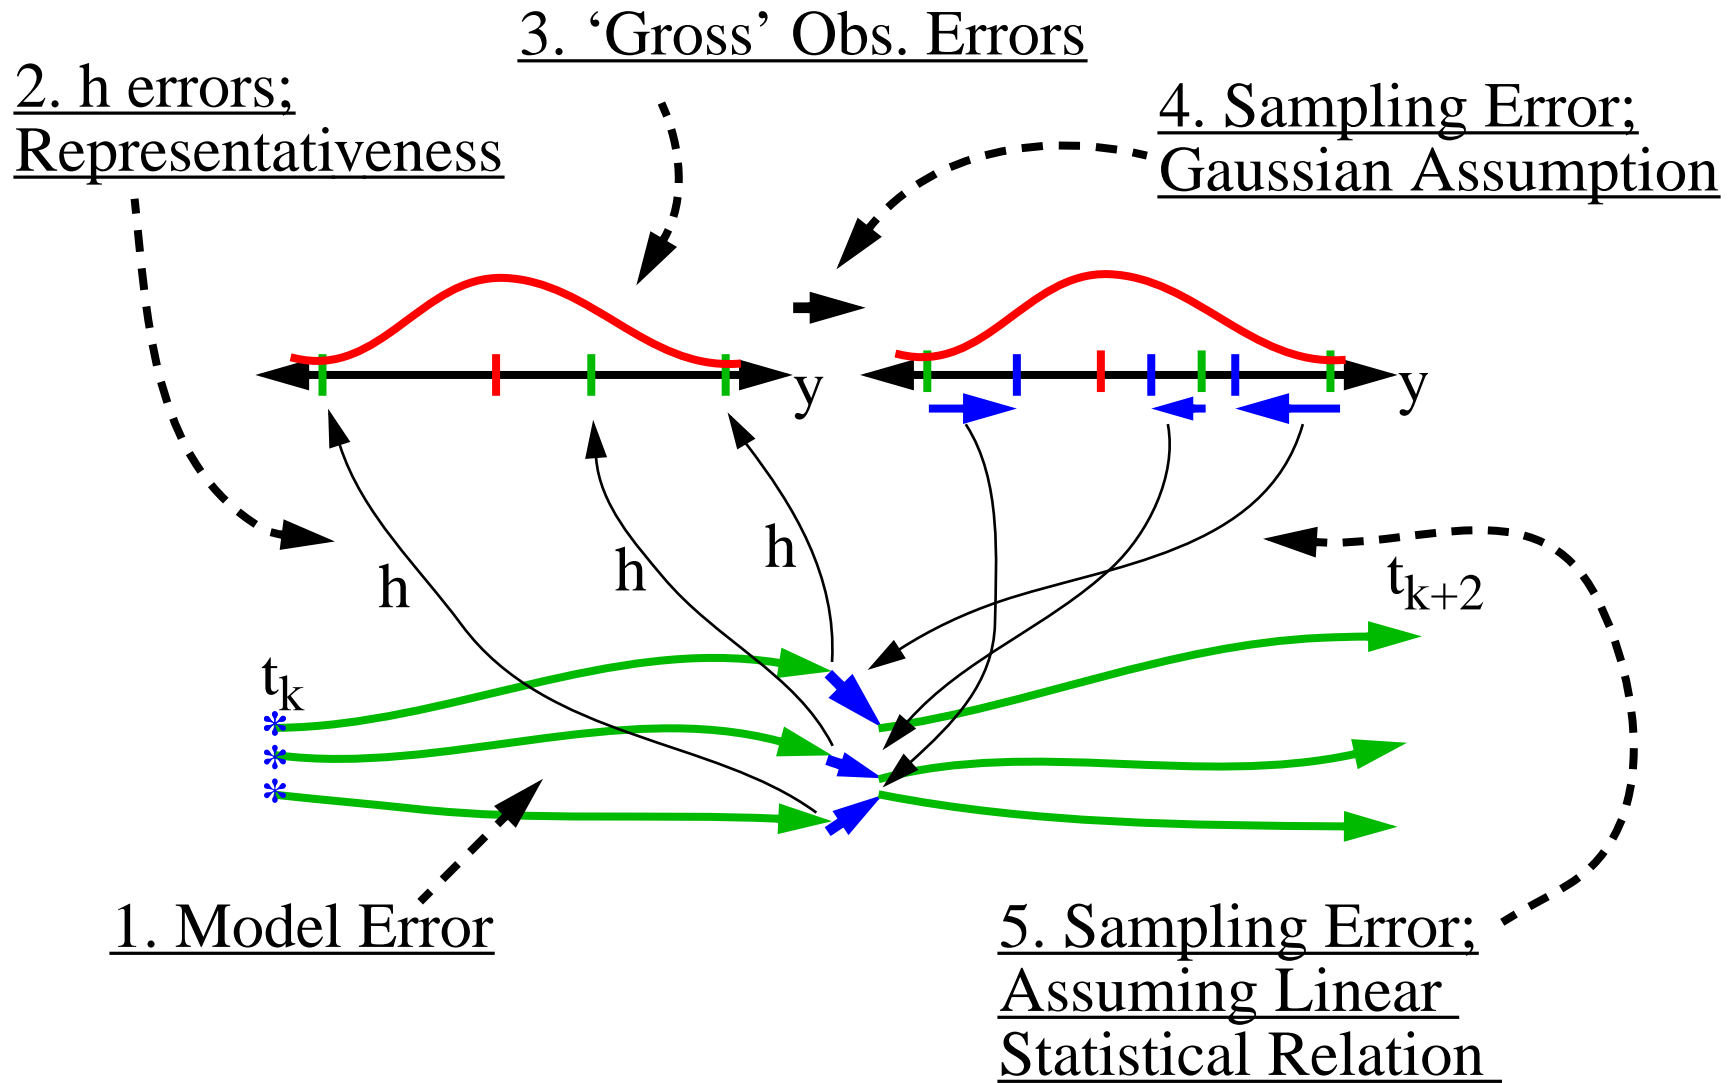 3. ‘Gross’ Obs. Errors
2. h errors;
Representativeness
4. Sampling Error;
Gaussian Assumption
y
y
h
h
h
t_k
t_{k+2}
*
*
*
1. Model Error
5. Sampling Error;
Assuming Linear
Statistical Relation